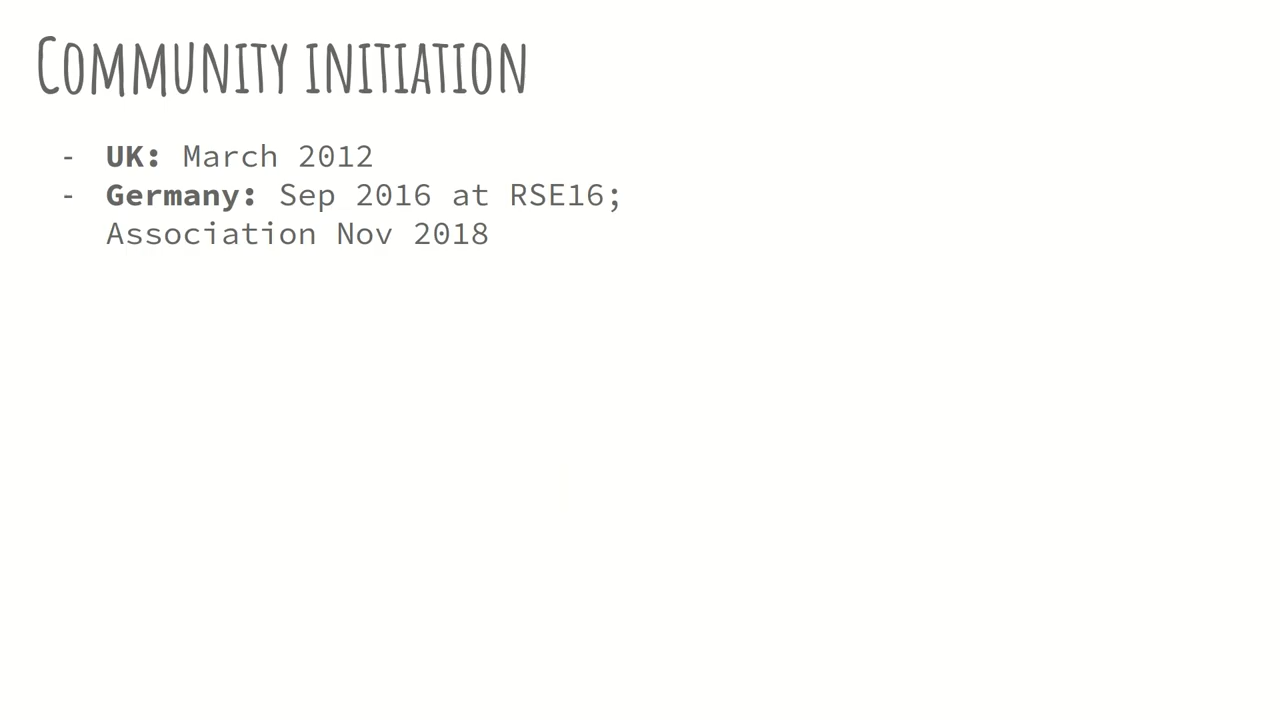 Community initiation
- UK: March 2012
- Germany: Sep 2016 at RSE16;
Association Nov 2018